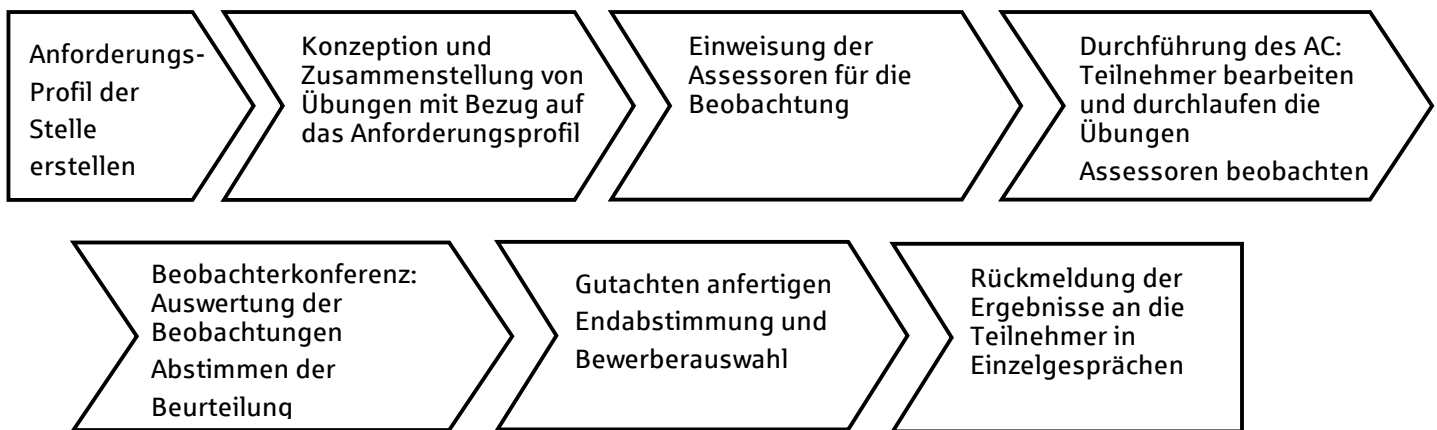 Anforderungs-
Profil der
Stelle
erstellen
Konzeption und
Zusammenstellung von
Übungen mit Bezug auf
das Anforderungsprofil
Einweisung der
Assessoren für die
Beobachtung
Durchführung des AC:
Teilnehmer bearbeiten
und durchlaufen die
Übungen
Assessoren beobachten
Beobachterkonferenz:
Auswertung der
Beobachtungen
Abstimmen der
Beurteilung
Gutachten anfertigen
Endabstimmung und
Bewerberauswahl
Rückmeldung der
Ergebnisse an die
Teilnehmer in
Einzelgesprächen